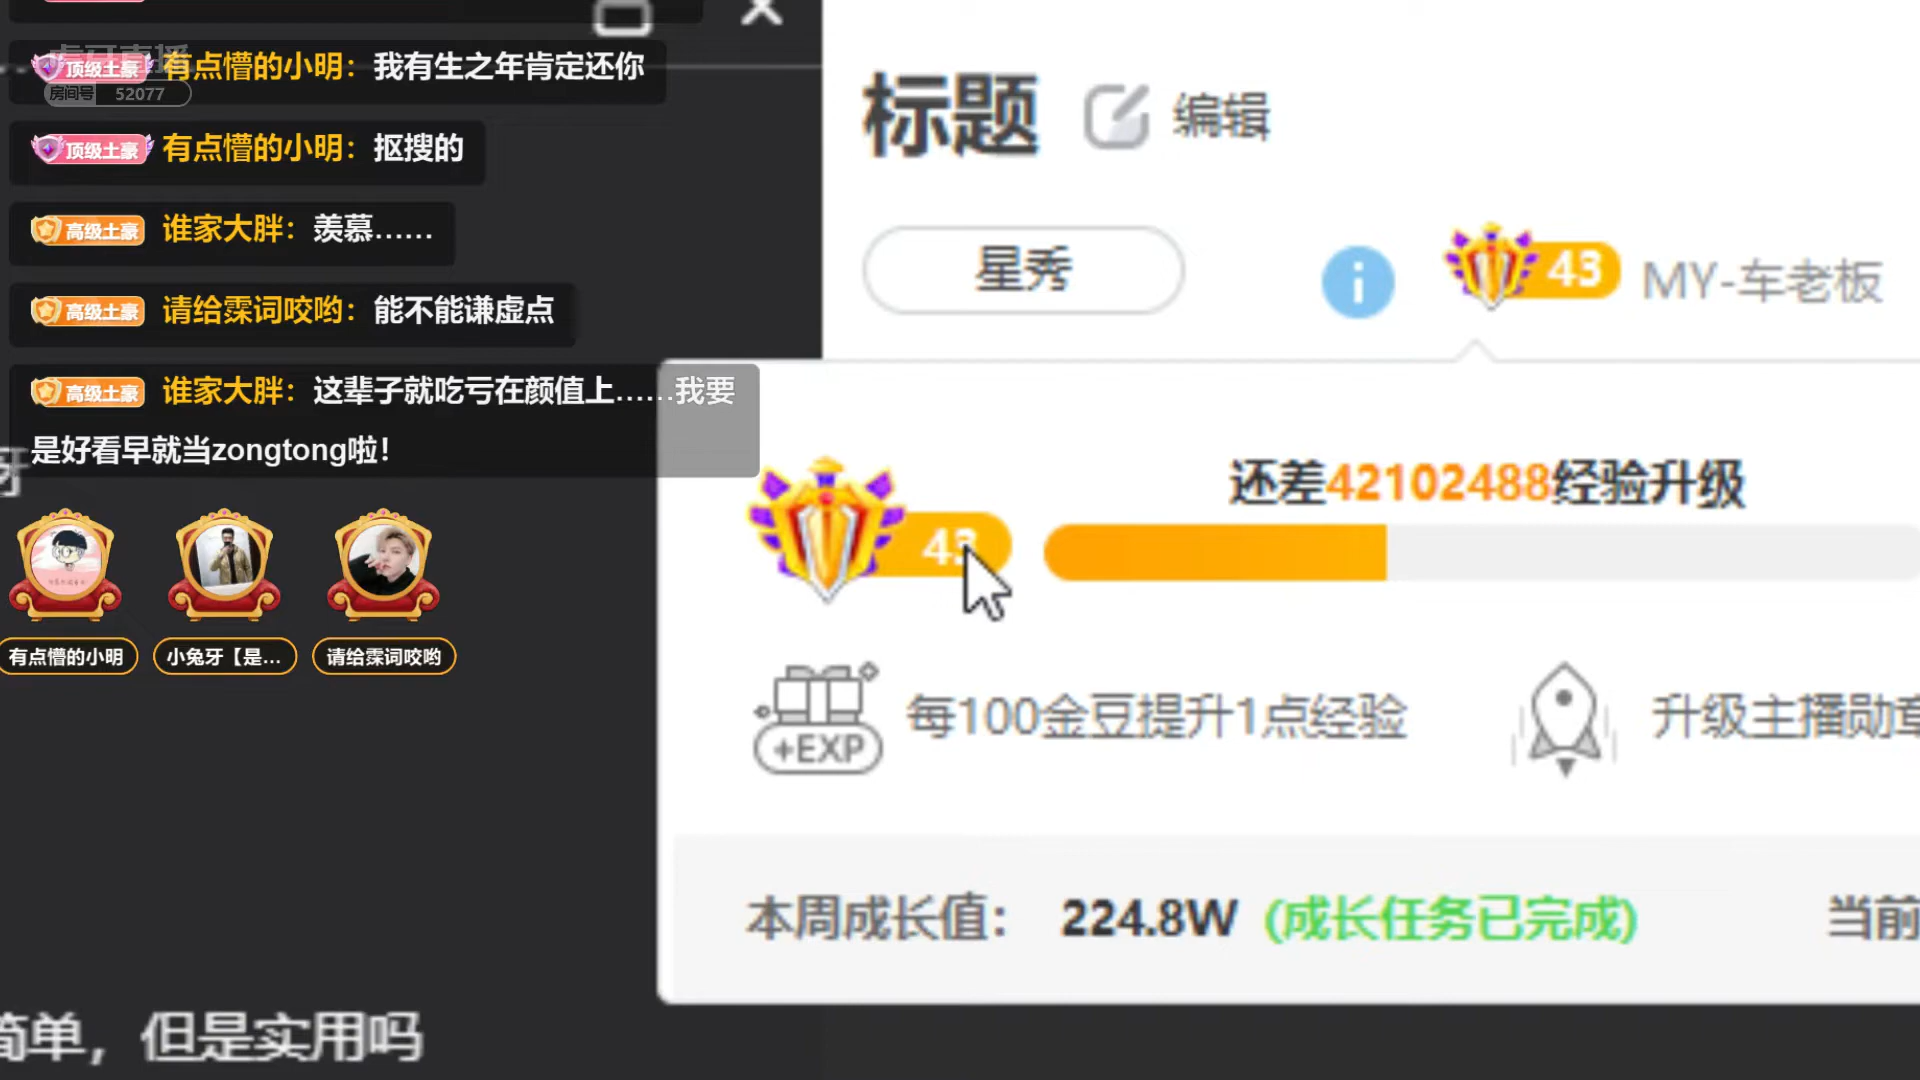 虎牙直播
房间号 52077
顶级土豪 有点懵的小明：我有生之年肯定还你
顶级土豪 有点懵的小明：抠搜的
高级土豪 谁家大胖：羡慕……
高级土豪 请给霂词咬哟：能不能谦虚点
高级土豪 谁家大胖：这辈子就吃亏在颜值上……我要
是好看早就当zongtong啦！
牙
有点懵的小明
小兔牙【是...
请给霂词咬哟
简单，但是实用吗
标题 编辑
星秀
43 MY-车老板
还差42102488经验升级
43
+EXP 每100金豆提升1点经验
升级主播勋章
本周成长值： 224.8W (成长任务已完成)
当前